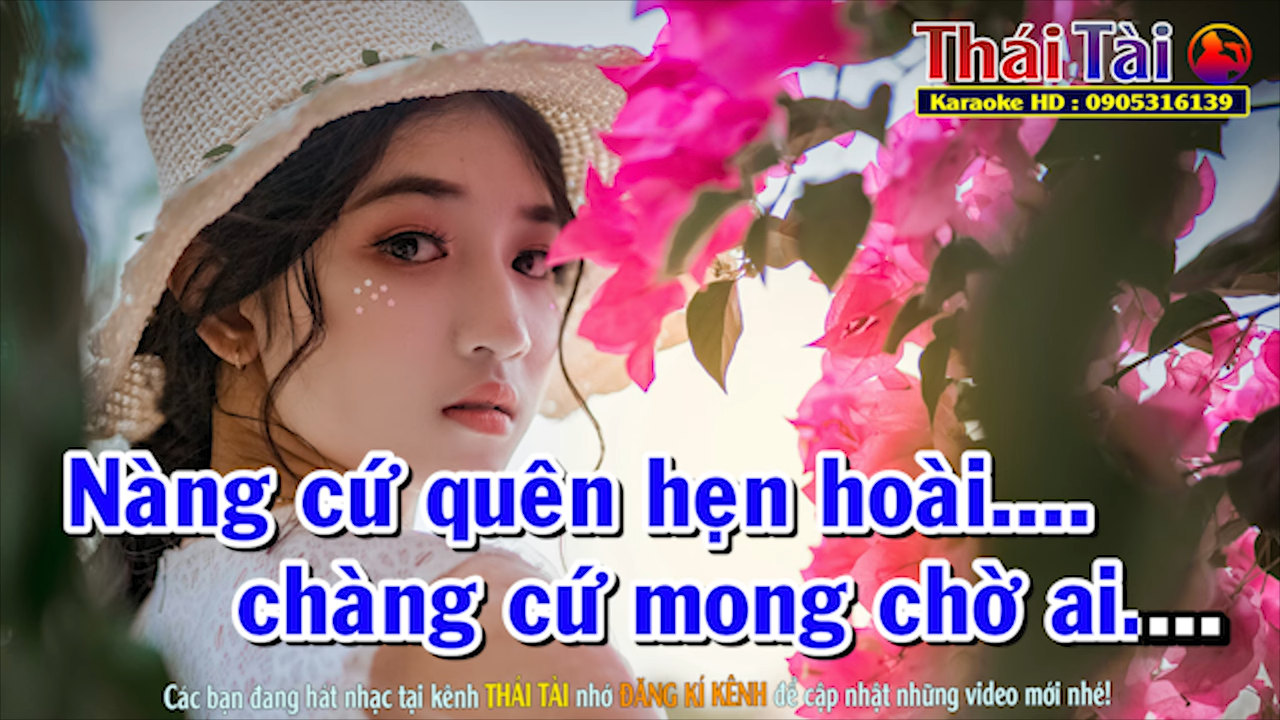 Thái Tài
Karaoke HD : 0905316139
Nàng cứ quên hẹn hoài....
chàng cứ mong chờ ai....
Các bạn đang hát nhạc tại kênh THÁI TÀI nhớ ĐĂNG KÍ KÊNH để cập nhật những video mới nhé!